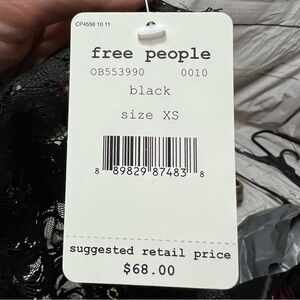 CP4556 10 11
free people
OB553990 0010
black
size XS
8 89829 87483 8
suggested retail price
$68.00